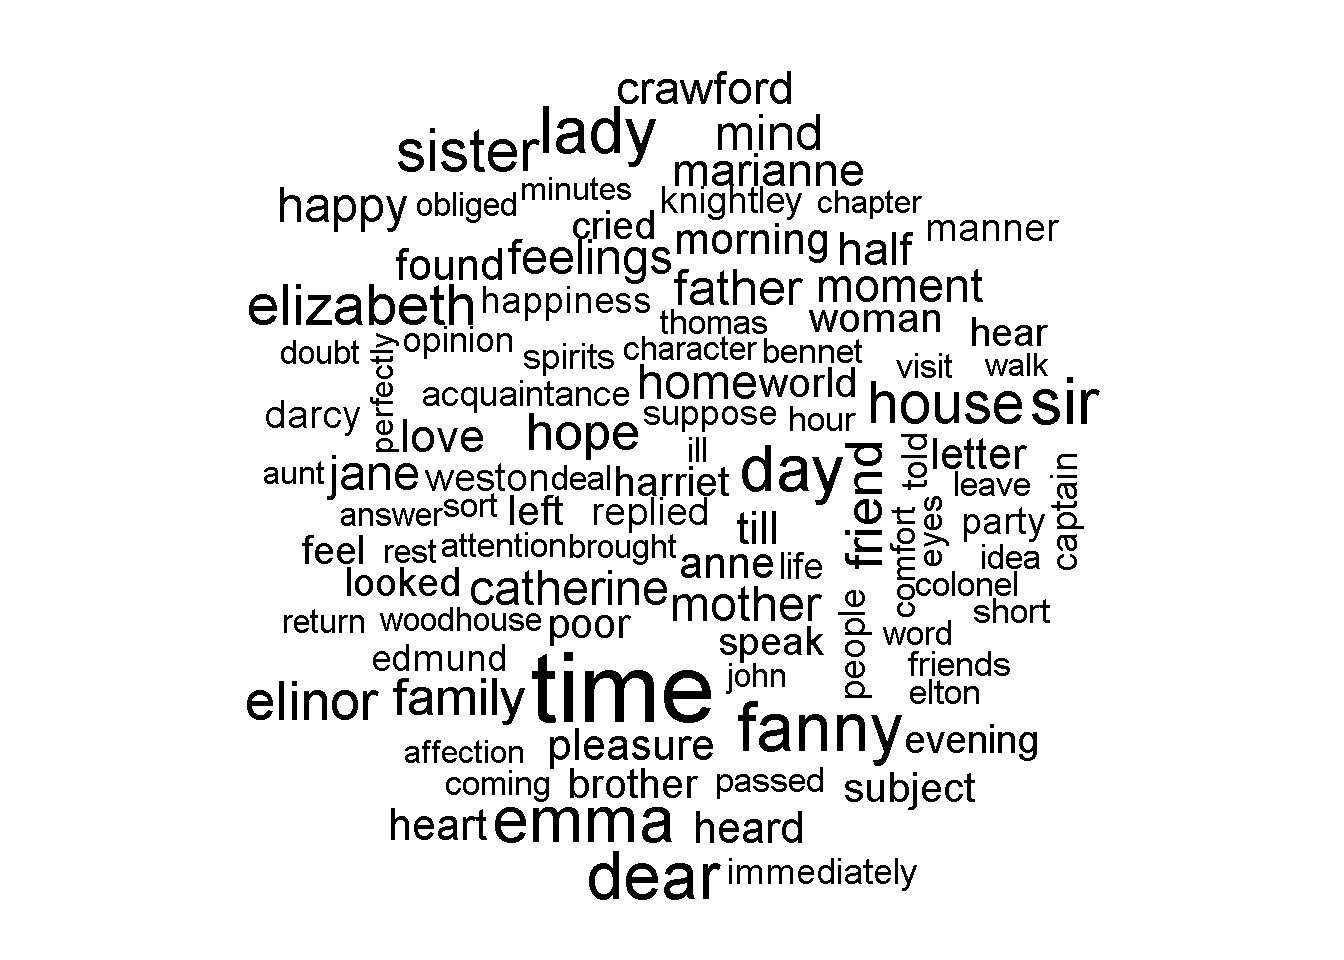 crawford
sister lady mind
marianne
happy obliged minutes knightley chapter
cried morning half manner
found feelings
elizabeth happiness father moment
thomas woman hear
doubt perfectly opinion spirits character bennet visit walk
acquaintance home world
darcy love hope suppose hour house sir
ill
aunt jane weston deal harriet day friend told letter
leave captain
answer sort left replied till comfort eyes party
feel rest attention brought anne life idea
looked catherine mother colonel
return woodhouse poor people short
speak word
edmund john friends
elinor family time elton
fanny evening
affection pleasure
coming brother passed subject
heart emma heard
dear immediately